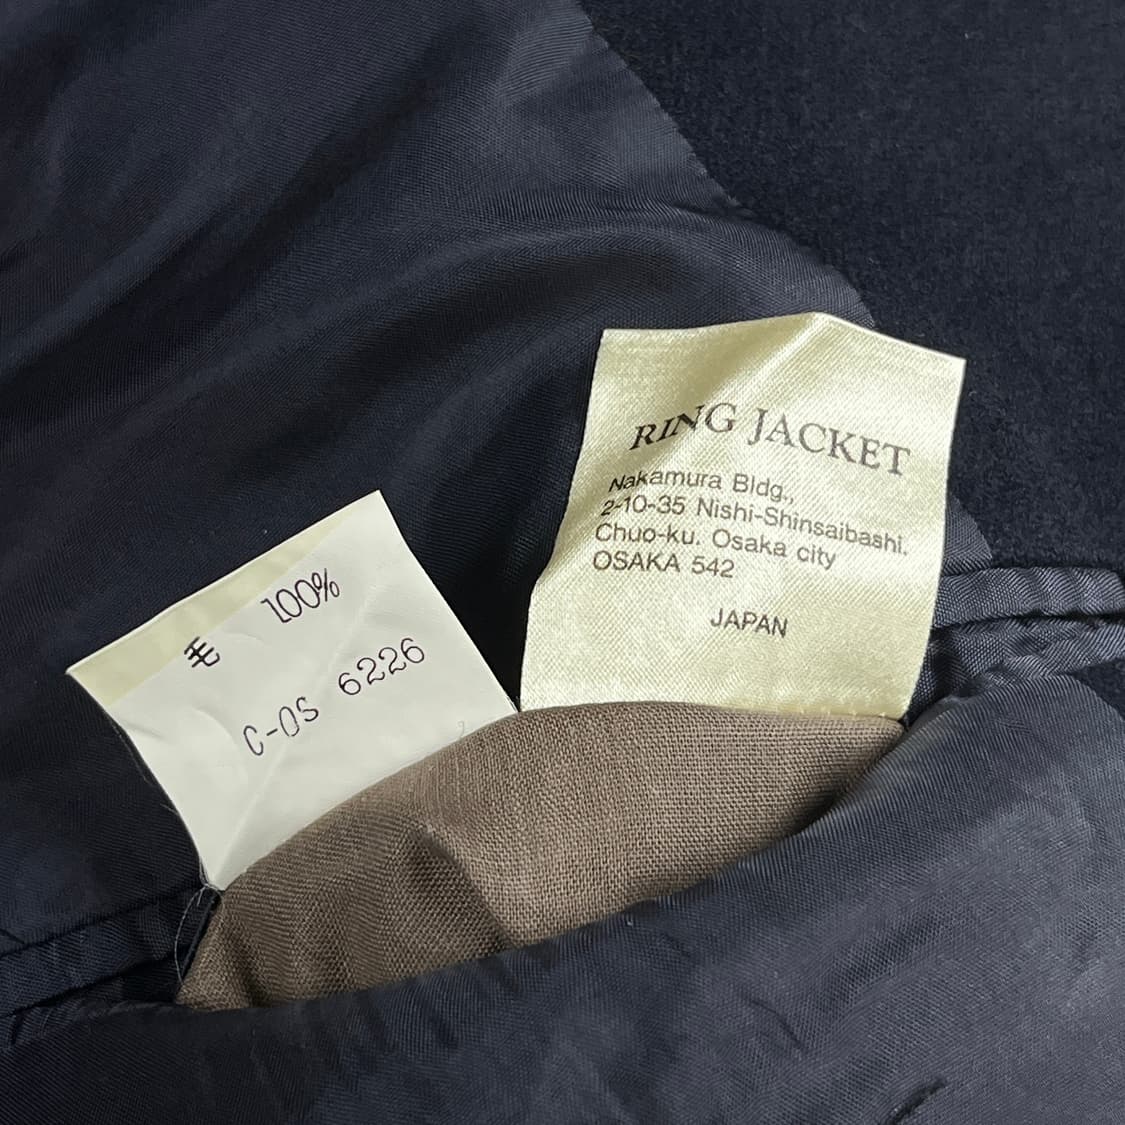 毛 100%
C-OS 6226
RING JACKET
Nakamura Bldg.,
2-10-35 Nishi-Shinsaibashi.
Chuo-ku. Osaka city
OSAKA 542
JAPAN